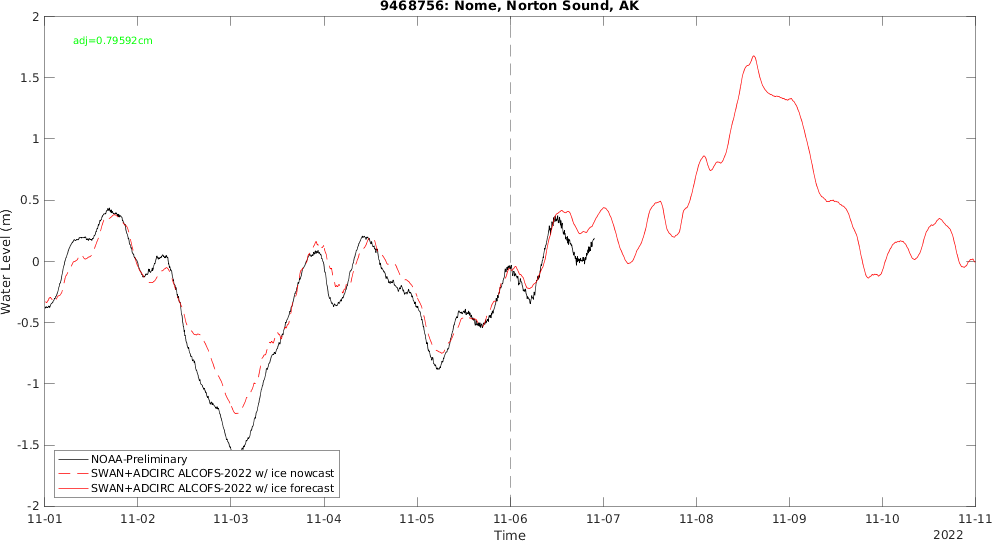 9468756: Nome, Norton Sound, AK
adj=0.79592cm
2
1.5
1
0.5
0
-0.5
-1
-1.5
-2
Water Level (m)
NOAA-Preliminary
SWAN+ADCIRC ALCOFS-2022 w/ ice nowcast
SWAN+ADCIRC ALCOFS-2022 w/ ice forecast
11-01 11-02 11-03 11-04 11-05 11-06 11-07 11-08 11-09 11-10 11-11
Time
2022